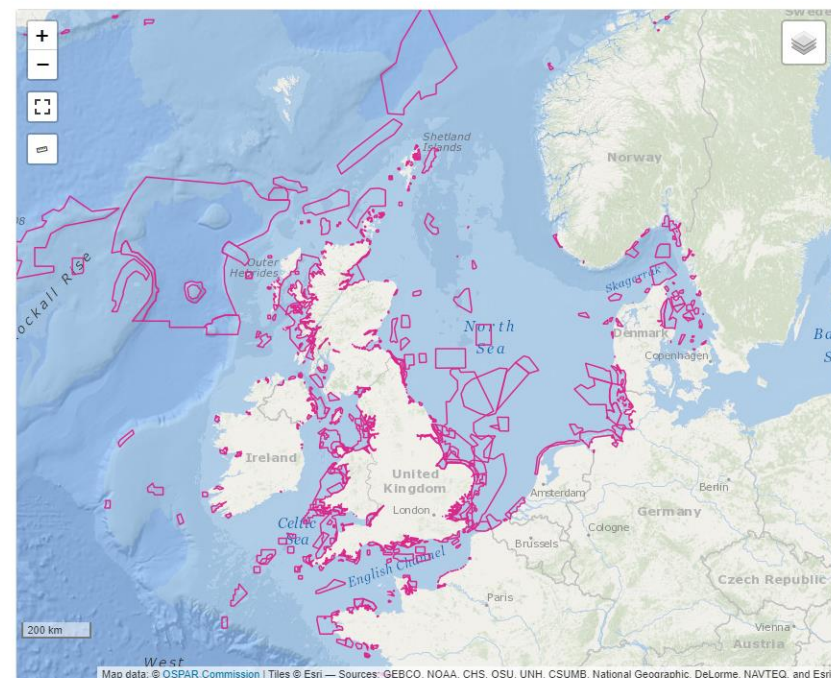 Swede
+
−
Shetland
Islands
Norway
08
Outer
Hebrides
Rockall Rise
Skagerrak
North
Sea
Denmark
Copenhagen
Ba
S
Ireland
United
Kingdom
London
Amsterdam
Berlin
Germany
Celtic
Sea
Brussels
Cologne
English Channel
Paris
Czech Republic
200 km
Vienna
Austria
West
Map data: © OSPAR Commission | Tiles © Esri — Sources: GEBCO, NOAA, CHS, OSU, UNH, CSUMB, National Geographic, DeLorme, NAVTEQ, and Esri